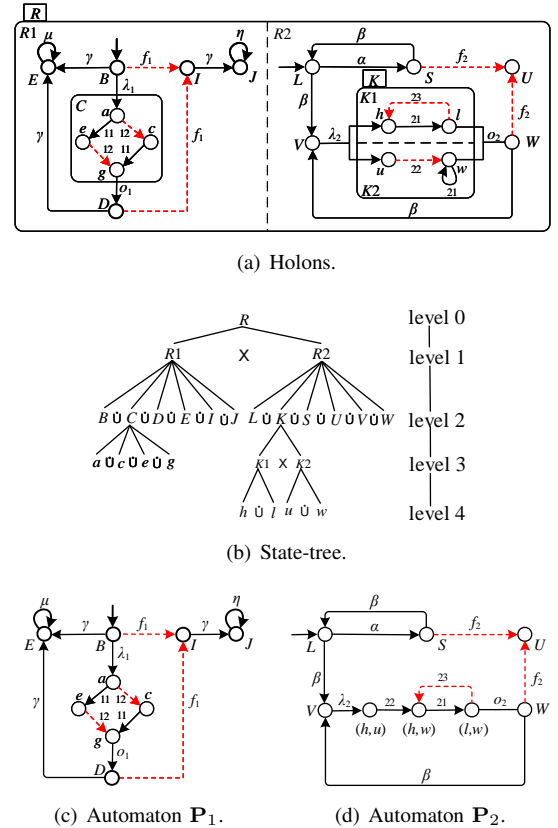 R
R1
R2
μ
γ
f₁
γ
η
E
B
I
J
λ₁
C
a
e
11
12
c
12
11
g
γ
f₁
o₁
D
β
α
f₂
L
S
U
K
β
K1
23
h
21
l
f₂
V
λ₂
o₂
W
u
22
w
K2
21
β
(a) Holons.
R
level 0
R1 X R2
level 1
B ∪̇ C ∪̇ D ∪̇ E ∪̇ I ∪̇ J L ∪̇ K ∪̇ S ∪̇ U ∪̇ V ∪̇ W
level 2
a ∪̇ c ∪̇ e ∪̇ g
K1 X K2
level 3
h ∪̇ l u ∪̇ w
level 4
(b) State-tree.
μ
γ
f₁
γ
η
E
B
I
J
λ₁
a
e
11
12
c
12
11
g
γ
f₁
o₁
D
β
α
f₂
L
S
U
β
23
f₂
V
λ₂
22
21
o₂
W
(h,u)
(h,w)
(l,w)
β
(c) Automaton P₁.
(d) Automaton P₂.